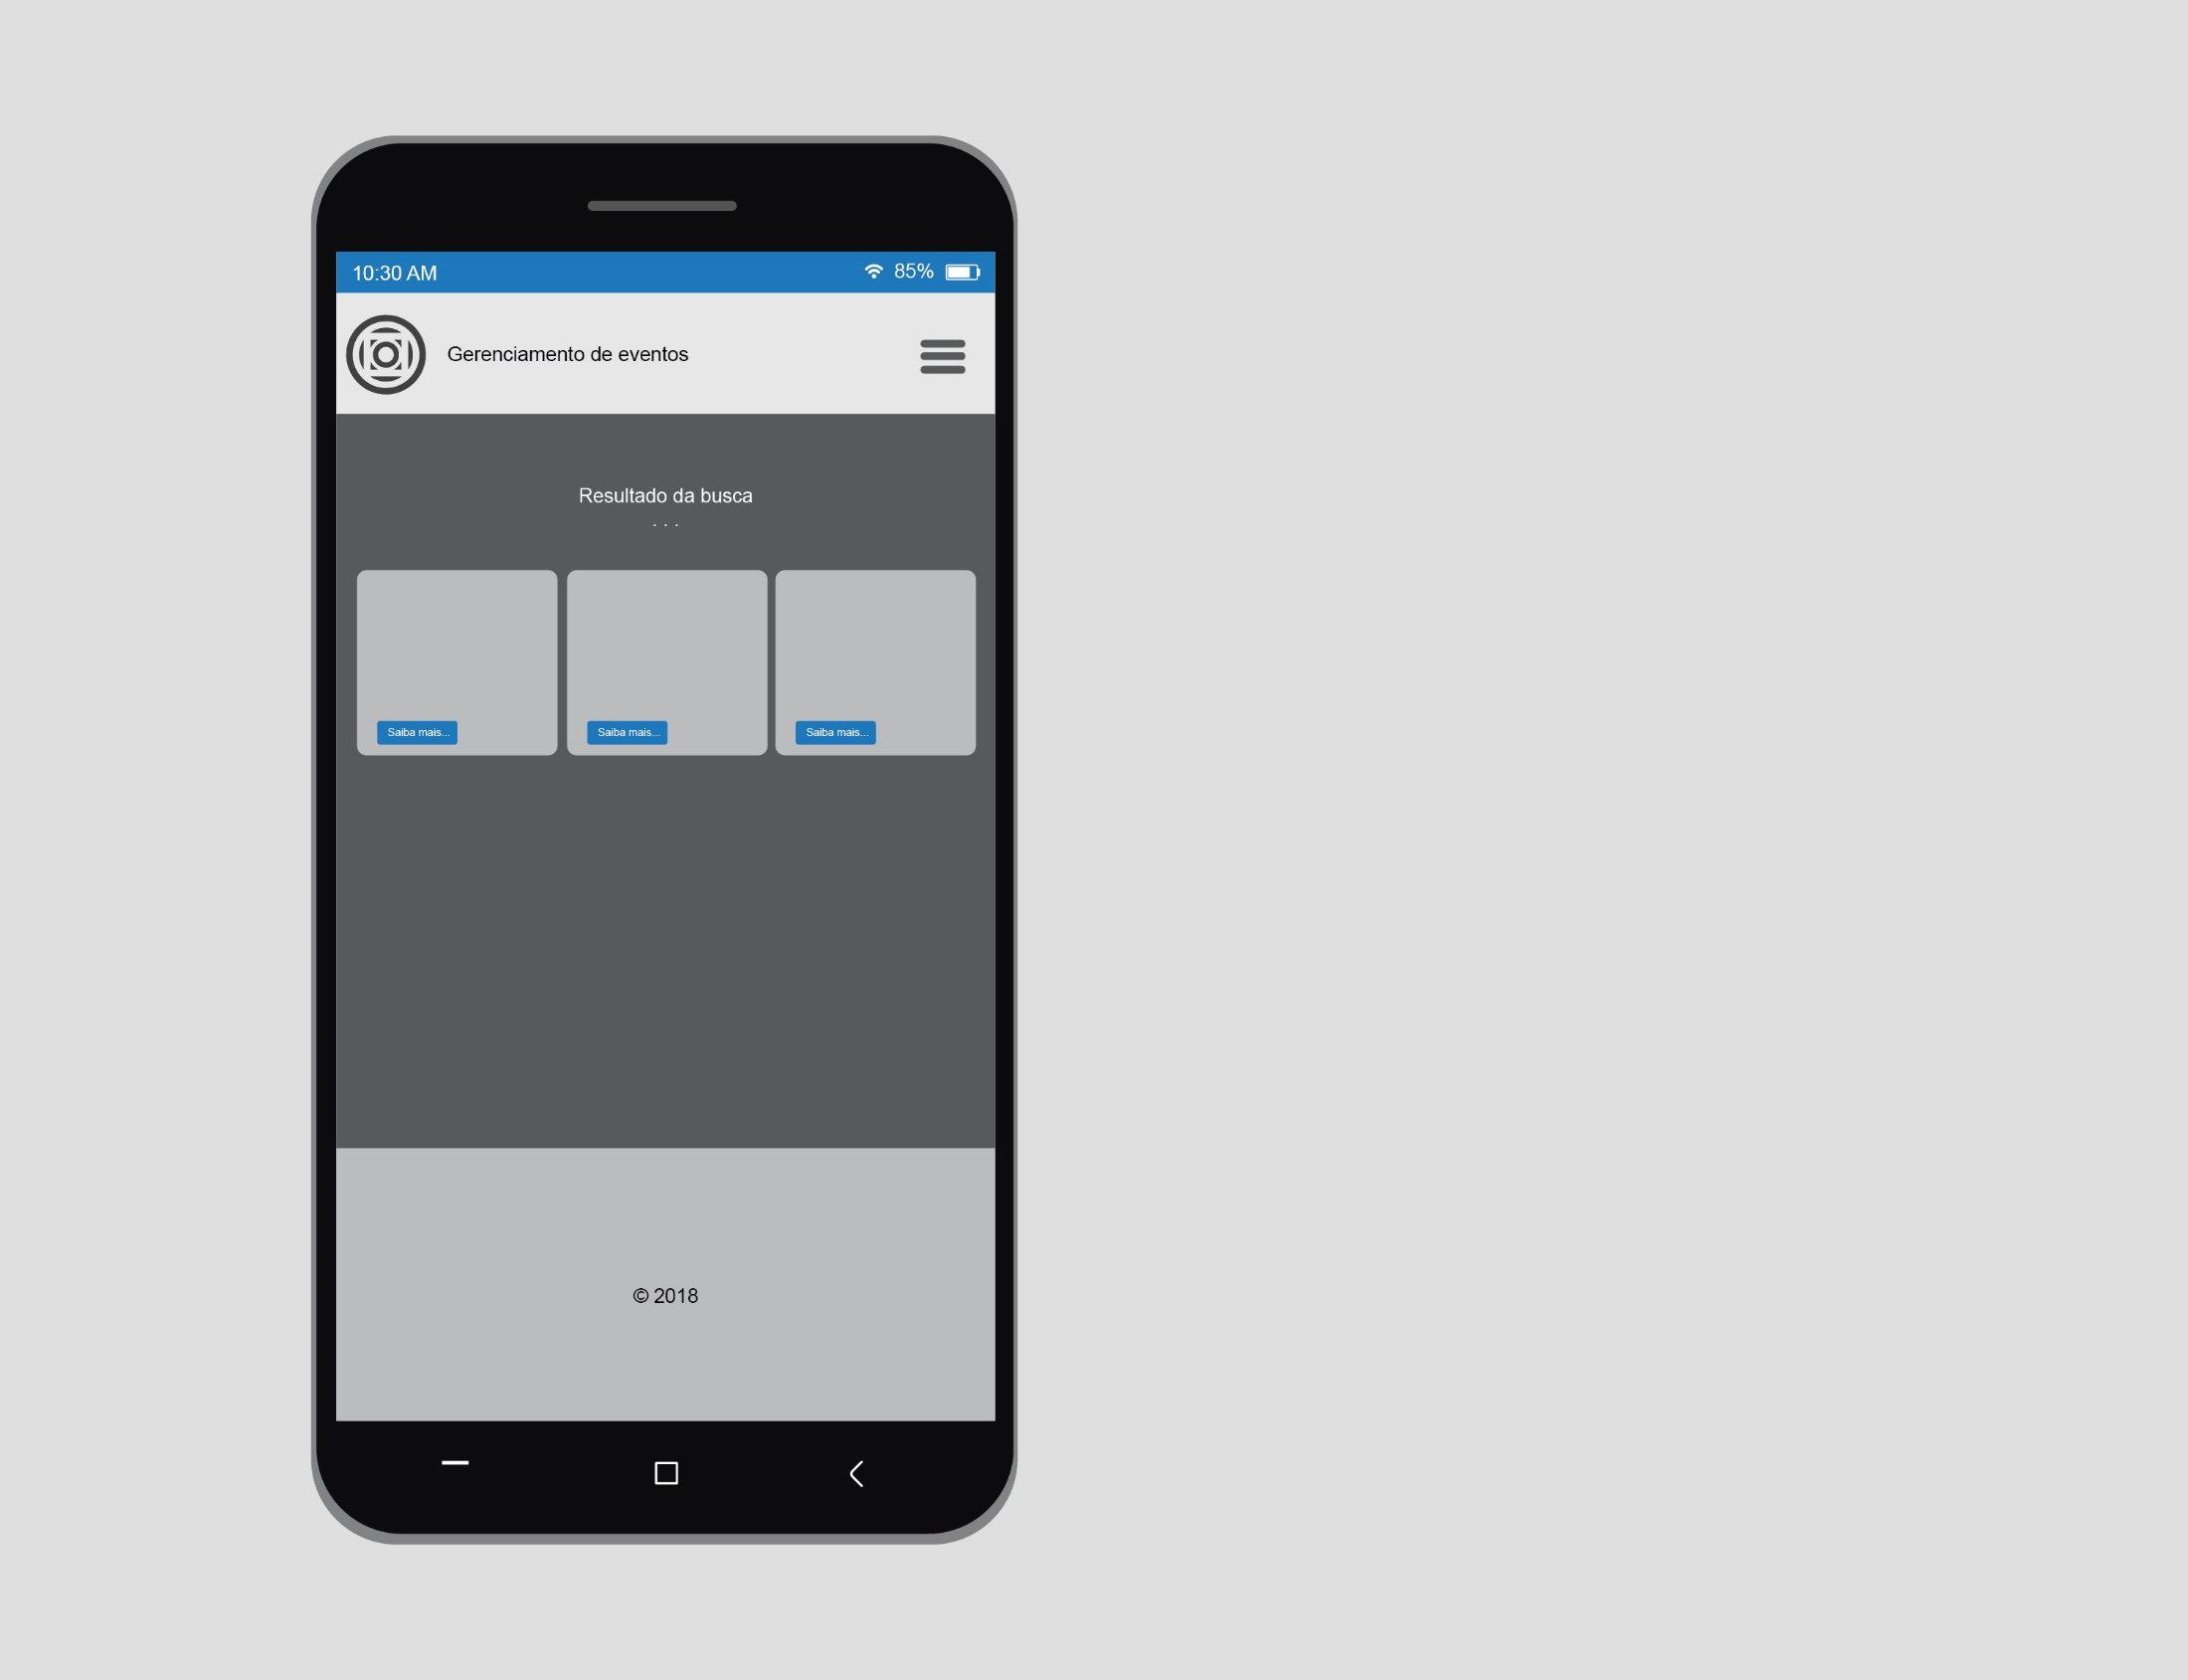 10:30 AM 85%
Gerenciamento de eventos
Resultado da busca
. . .
Saiba mais... Saiba mais... Saiba mais...
© 2018